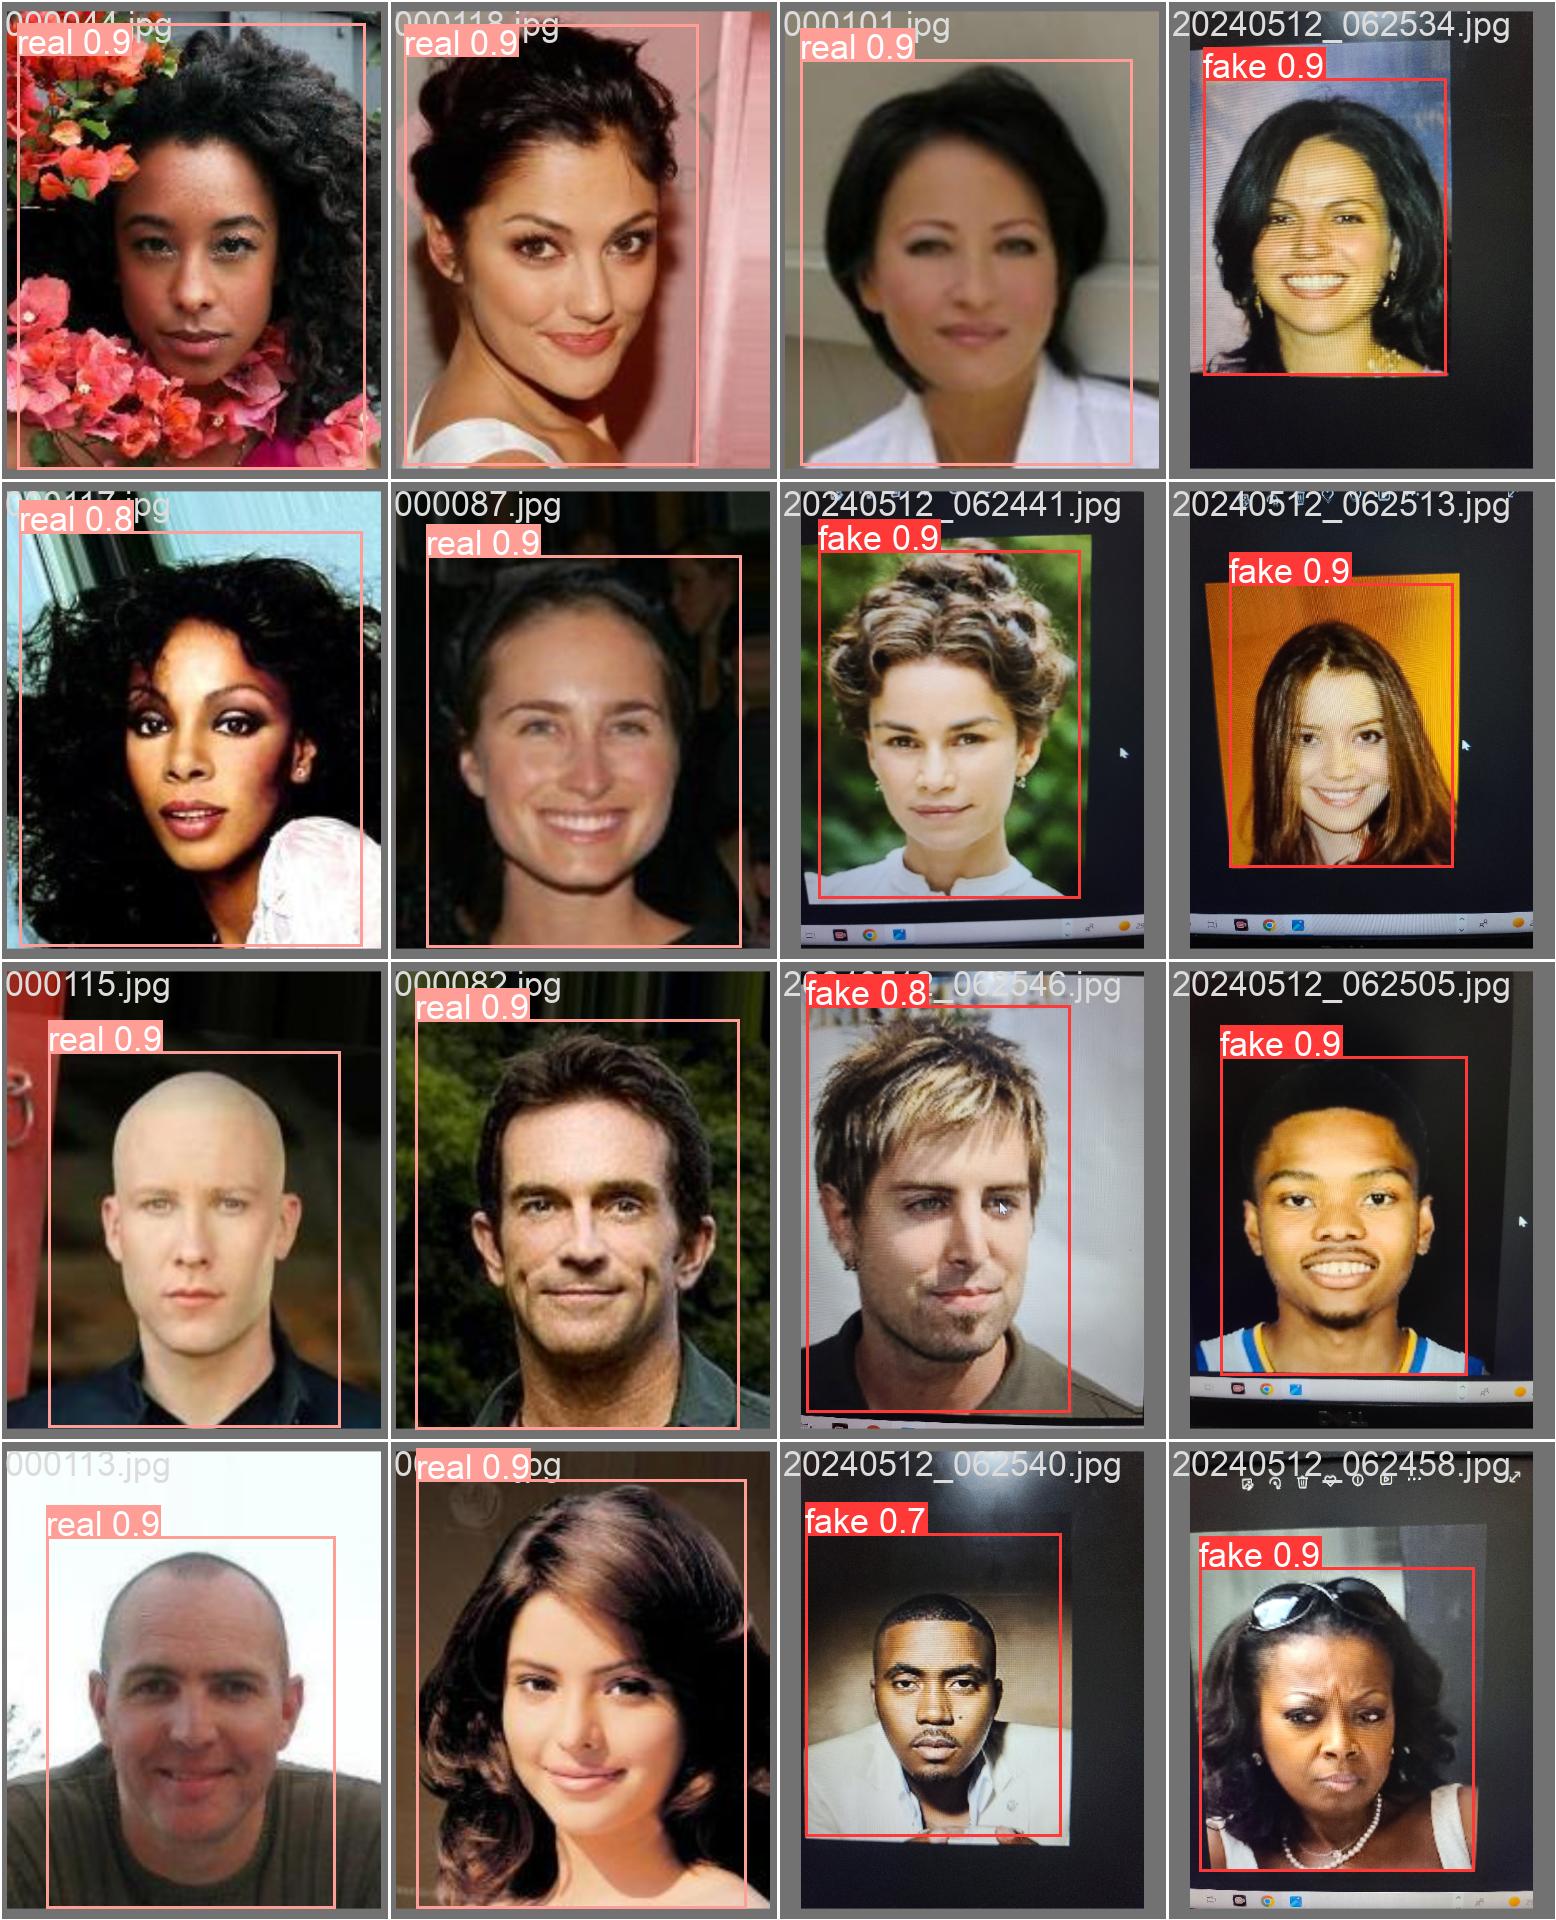 000044.jpg
real 0.9
000118.jpg
real 0.9
000101.jpg
real 0.9
20240512_062534.jpg
fake 0.9
000117.jpg
real 0.8
000087.jpg
real 0.9
20240512_062441.jpg
fake 0.9
20240512_062513.jpg
fake 0.9
000115.jpg
real 0.9
000082.jpg
real 0.9
20240512_062546.jpg
fake 0.8
20240512_062505.jpg
fake 0.9
DELL
000113.jpg
real 0.9
real 0.9
20240512_062540.jpg
fake 0.7
20240512_062458.jpg
fake 0.9